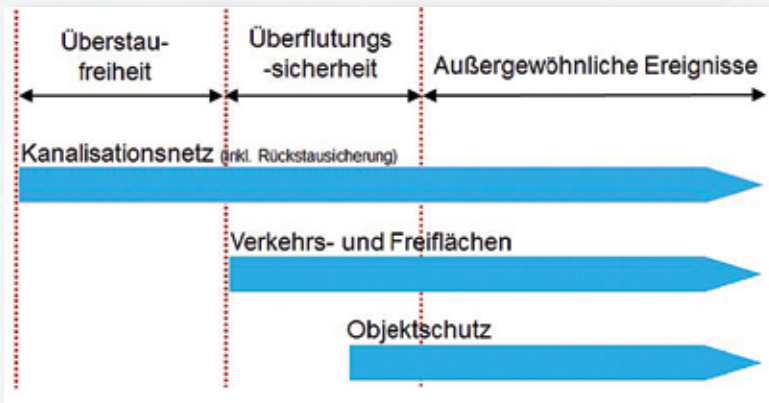 Überstau-
freiheit
Überflutungs
-sicherheit
Außergewöhnliche Ereignisse
Kanalisationsnetz (inkl. Rückstausicherung)
Verkehrs- und Freiflächen
Objektschutz